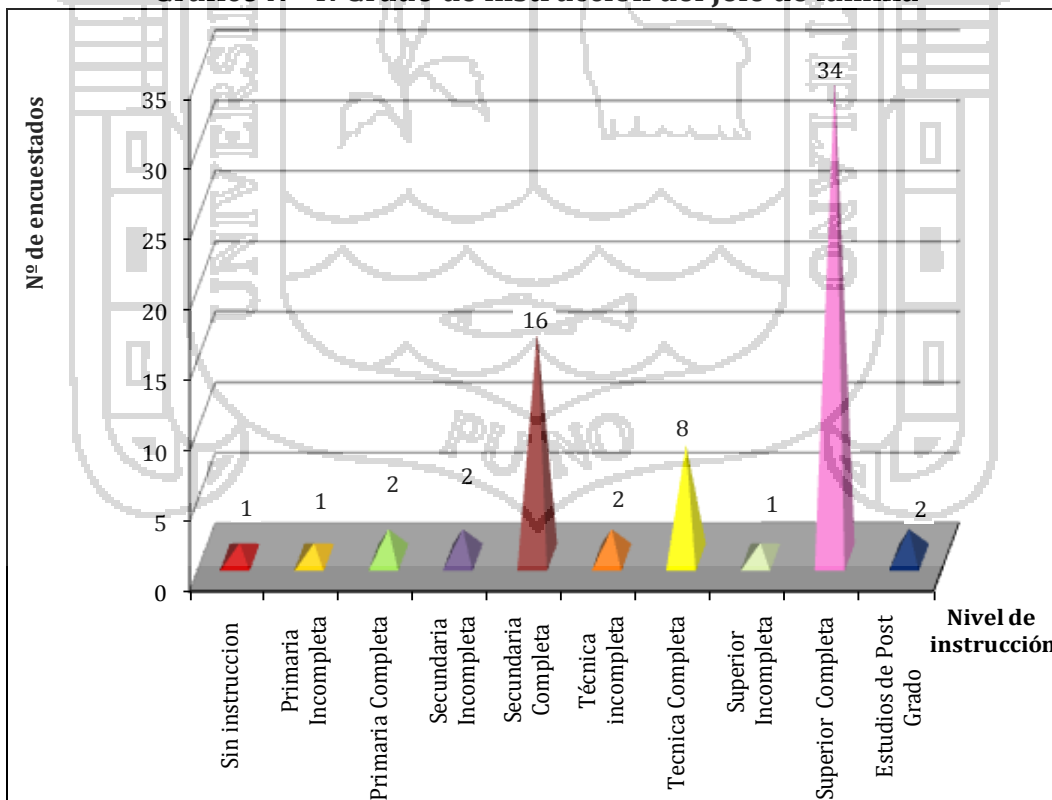 Nº de encuestados
35
30
25
20
15
10
5
0
1
1
2
2
16
2
8
1
34
2
Sin instruccion
Primaria
Incompleta
Primaria Completa
Secundaria
Incompleta
Secundaria
Completa
Técnica
incompleta
Tecnica Completa
Superior
Incompleta
Superior Completa
Estudios de Post
Grado
Nivel de
instrucción
PUNO